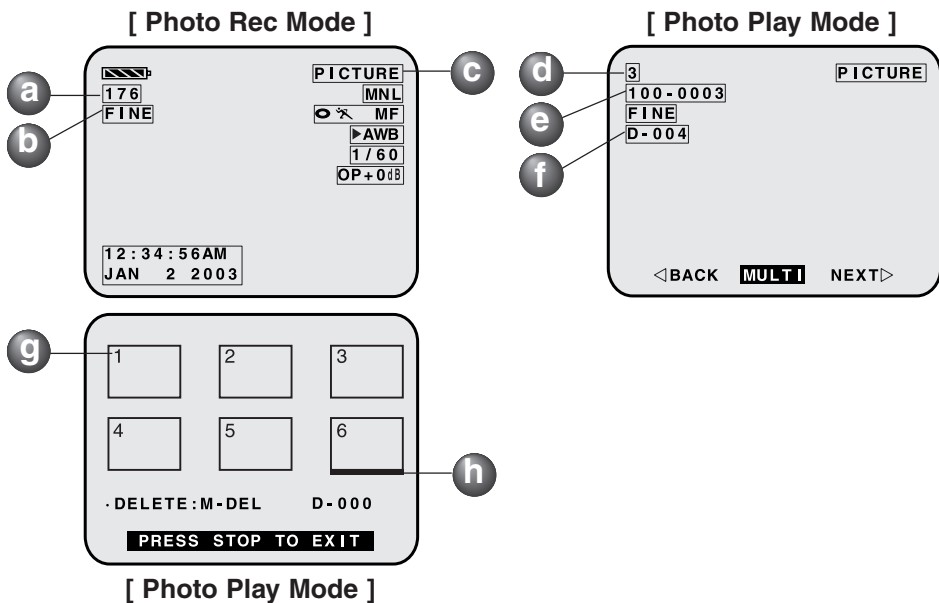 [ Photo Rec Mode ]
a
b
c
176
FINE
PICTURE
MNL
MF
▶AWB
1/60
OP+0dB
12:34:56AM
JAN 2 2003
[ Photo Play Mode ]
d
e
f
3
100-0003
FINE
D-004
PICTURE
◁BACK MULTI NEXT▷
g
h
1 2 3
4 5 6
·DELETE:M-DEL D-000
PRESS STOP TO EXIT
[ Photo Play Mode ]